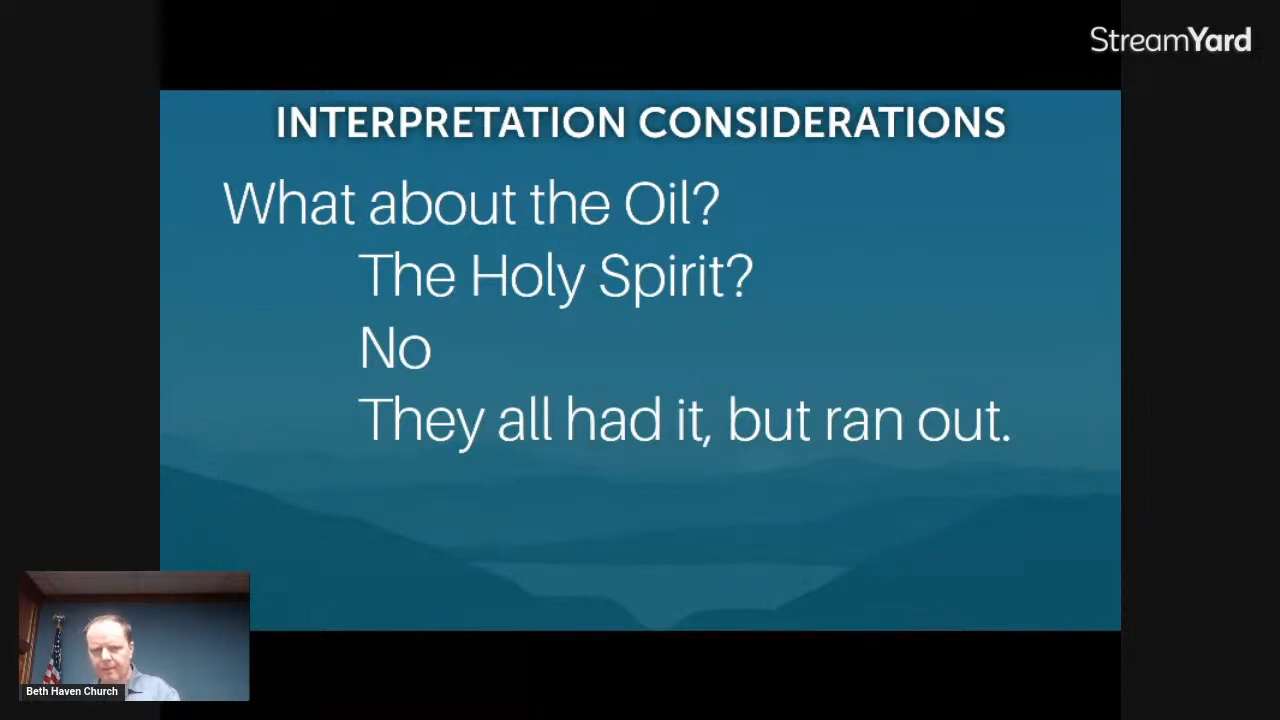 StreamYard
INTERPRETATION CONSIDERATIONS
What about the Oil?
The Holy Spirit?
No
They all had it, but ran out.
Beth Haven Church